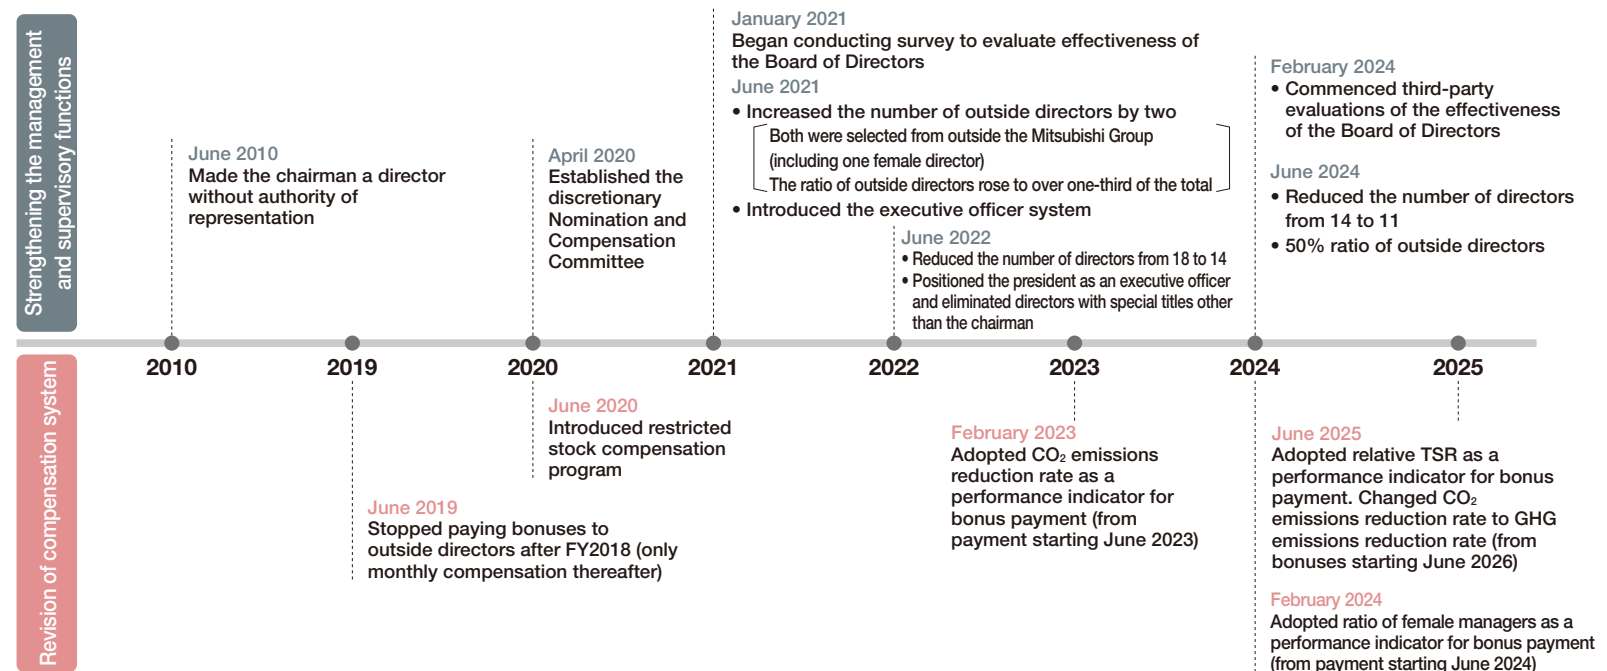 Strengthening the management
and supervisory functions
June 2010
Made the chairman a director
without authority of
representation
April 2020
Established the
discretionary
Nomination and
Compensation
Committee
January 2021
Began conducting survey to evaluate effectiveness of
the Board of Directors
June 2021
• Increased the number of outside directors by two
Both were selected from outside the Mitsubishi Group
(including one female director)
The ratio of outside directors rose to over one-third of the total
• Introduced the executive officer system
June 2022
• Reduced the number of directors from 18 to 14
• Positioned the president as an executive officer
and eliminated directors with special titles other
than the chairman
February 2024
• Commenced third-party
evaluations of the effectiveness
of the Board of Directors
June 2024
• Reduced the number of directors
from 14 to 11
• 50% ratio of outside directors
2010
2019
2020
2021
2022
2023
2024
2025
Revision of compensation system
June 2019
Stopped paying bonuses to
outside directors after FY2018 (only
monthly compensation thereafter)
June 2020
Introduced restricted
stock compensation
program
February 2023
Adopted CO₂ emissions
reduction rate as a
performance indicator for
bonus payment (from
payment starting June 2023)
June 2025
Adopted relative TSR as a
performance indicator for bonus
payment. Changed CO₂
emissions reduction rate to GHG
emissions reduction rate (from
bonuses starting June 2026)
February 2024
Adopted ratio of female managers as a
performance indicator for bonus payment
(from payment starting June 2024)